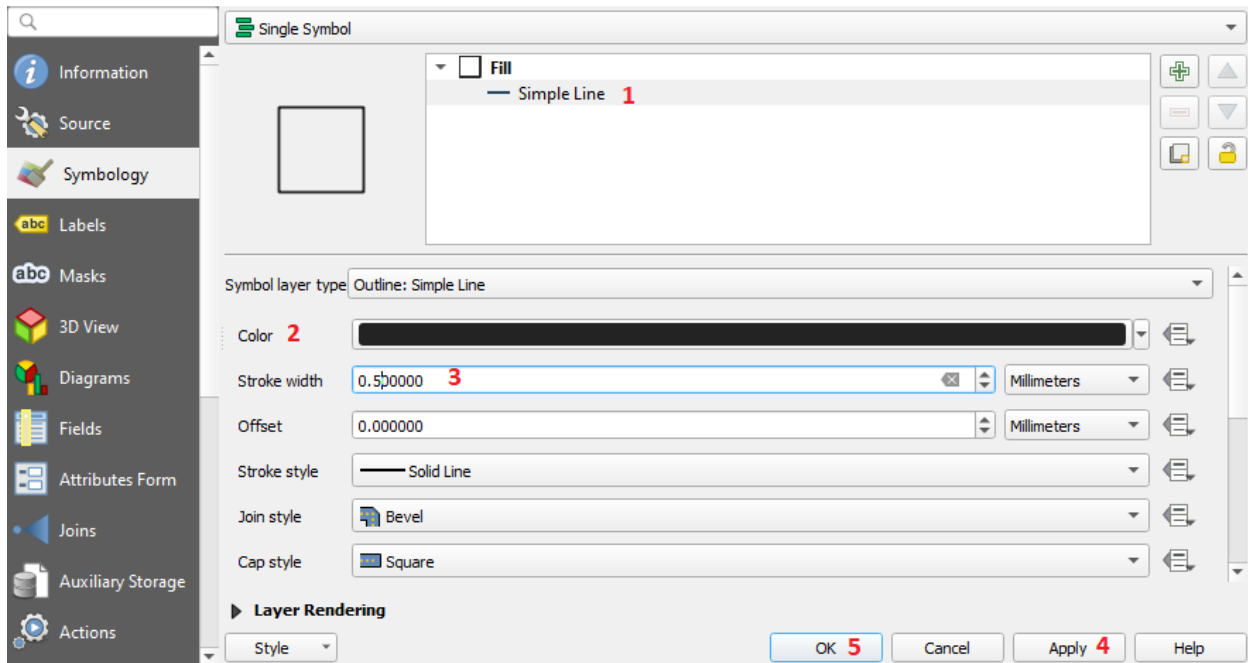 Single Symbol
Information
Source
Symbology
abc Labels
abc Masks
3D View
Diagrams
Fields
Attributes Form
Joins
Auxiliary Storage
Actions
Fill
Simple Line 1
Symbol layer type Outline: Simple Line
Color 2
Stroke width 0.500000 3 Millimeters
Offset 0.000000 Millimeters
Stroke style Solid Line
Join style Bevel
Cap style Square
Layer Rendering
Style OK 5 Cancel Apply 4 Help